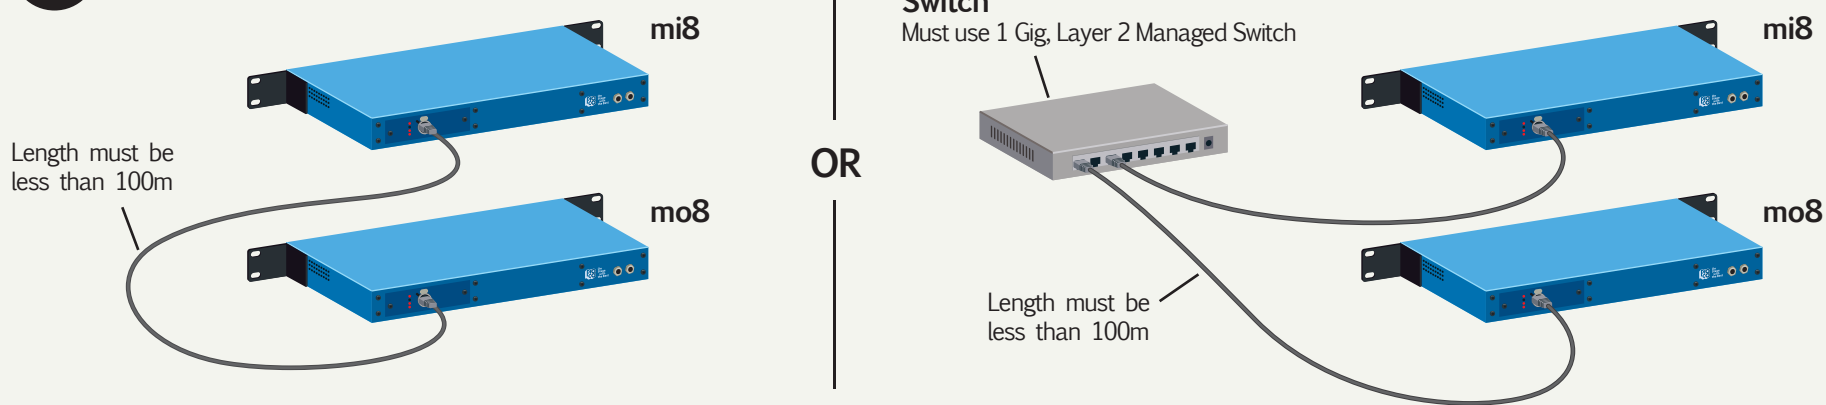 mi8
Length must be
less than 100m
mo8
OR
Switch
Must use 1 Gig, Layer 2 Managed Switch
mi8
mo8
Length must be
less than 100m